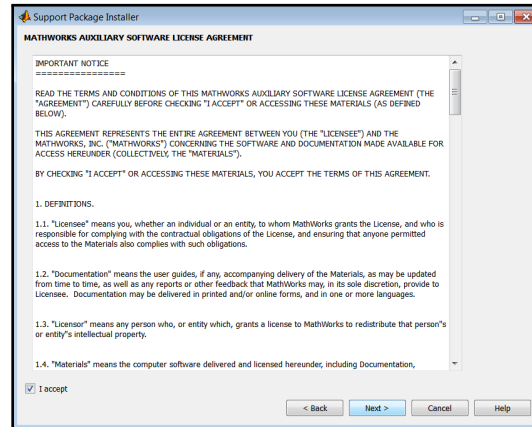 Support Package Installer
MATHWORKS AUXILIARY SOFTWARE LICENSE AGREEMENT
IMPORTANT NOTICE
================
READ THE TERMS AND CONDITIONS OF THIS MATHWORKS AUXILIARY SOFTWARE LICENSE AGREEMENT (THE
"AGREEMENT") CAREFULLY BEFORE CHECKING "I ACCEPT" OR ACCESSING THESE MATERIALS (AS DEFINED
BELOW).
THIS AGREEMENT REPRESENTS THE ENTIRE AGREEMENT BETWEEN YOU (THE "LICENSEE") AND THE
MATHWORKS, INC. ("MATHWORKS") CONCERNING THE SOFTWARE AND DOCUMENTATION MADE AVAILABLE FOR
ACCESS HEREUNDER (COLLECTIVELY, THE "MATERIALS").
BY CHECKING "I ACCEPT" OR ACCESSING THESE MATERIALS, YOU ACCEPT THE TERMS OF THIS AGREEMENT.
1. DEFINITIONS.
1.1. "Licensee" means you, whether an individual or an entity, to whom MathWorks grants the License, and who is
responsible for complying with the contractual obligations of the License, and ensuring that anyone permitted
access to the Materials also complies with such obligations.
1.2. "Documentation" means the user guides, if any, accompanying delivery of the Materials, as may be updated
from time to time, as well as any reports or other feedback that MathWorks may, in its sole discretion, provide to
Licensee. Documentation may be delivered in printed and/or online forms, and in one or more languages.
1.3. "Licensor" means any person who, or entity which, grants a license to MathWorks to redistribute that person"s
or entity"s intellectual property.
1.4. "Materials" means the computer software delivered and licensed hereunder, including Documentation,
I accept
< Back Next > Cancel Help